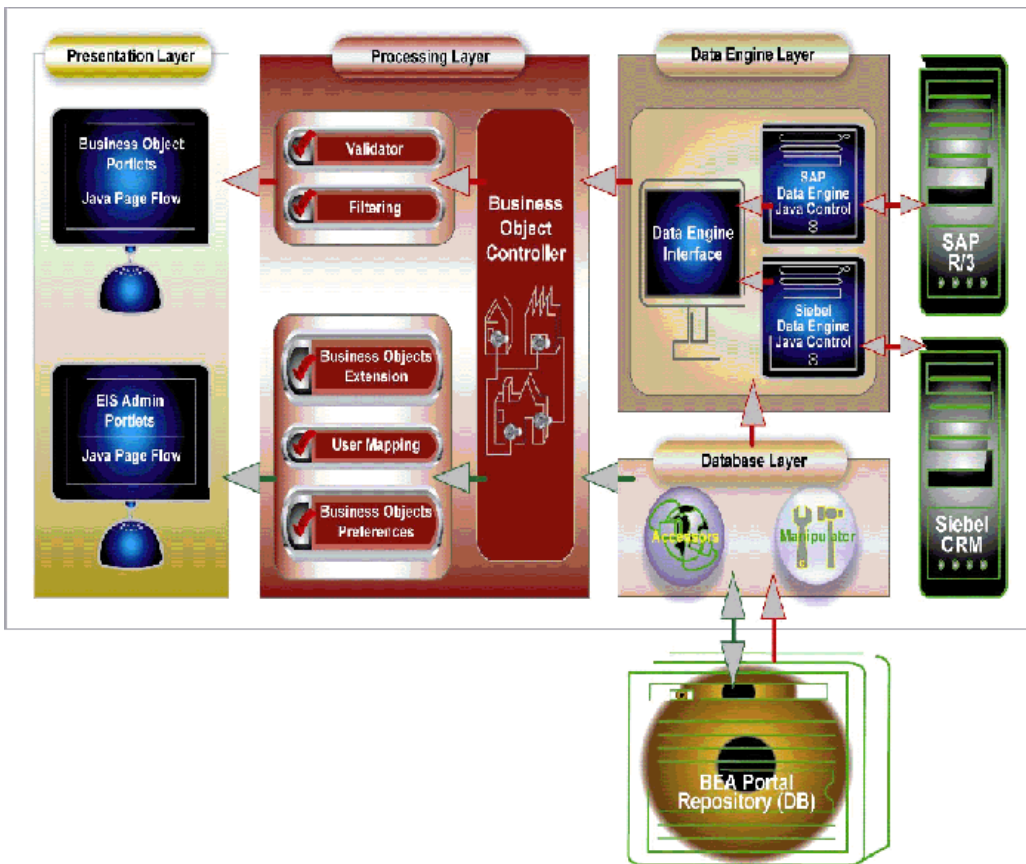 Presentation Layer
Business Object
Portlets
Java Page Flow
EIS Admin
Portlets
Java Page Flow
Processing Layer
Validator
Filtering
Business Objects
Extension
User Mapping
Business Objects
Preferences
Business
Object
Controller
Data Engine Layer
Data Engine
Interface
SAP
Data Engine
Java Control
Siebel
Data Engine
Java Control
Database Layer
Accessors
Manipulator
SAP
R/3
Siebel
CRM
BEA Portal
Repository (DB)